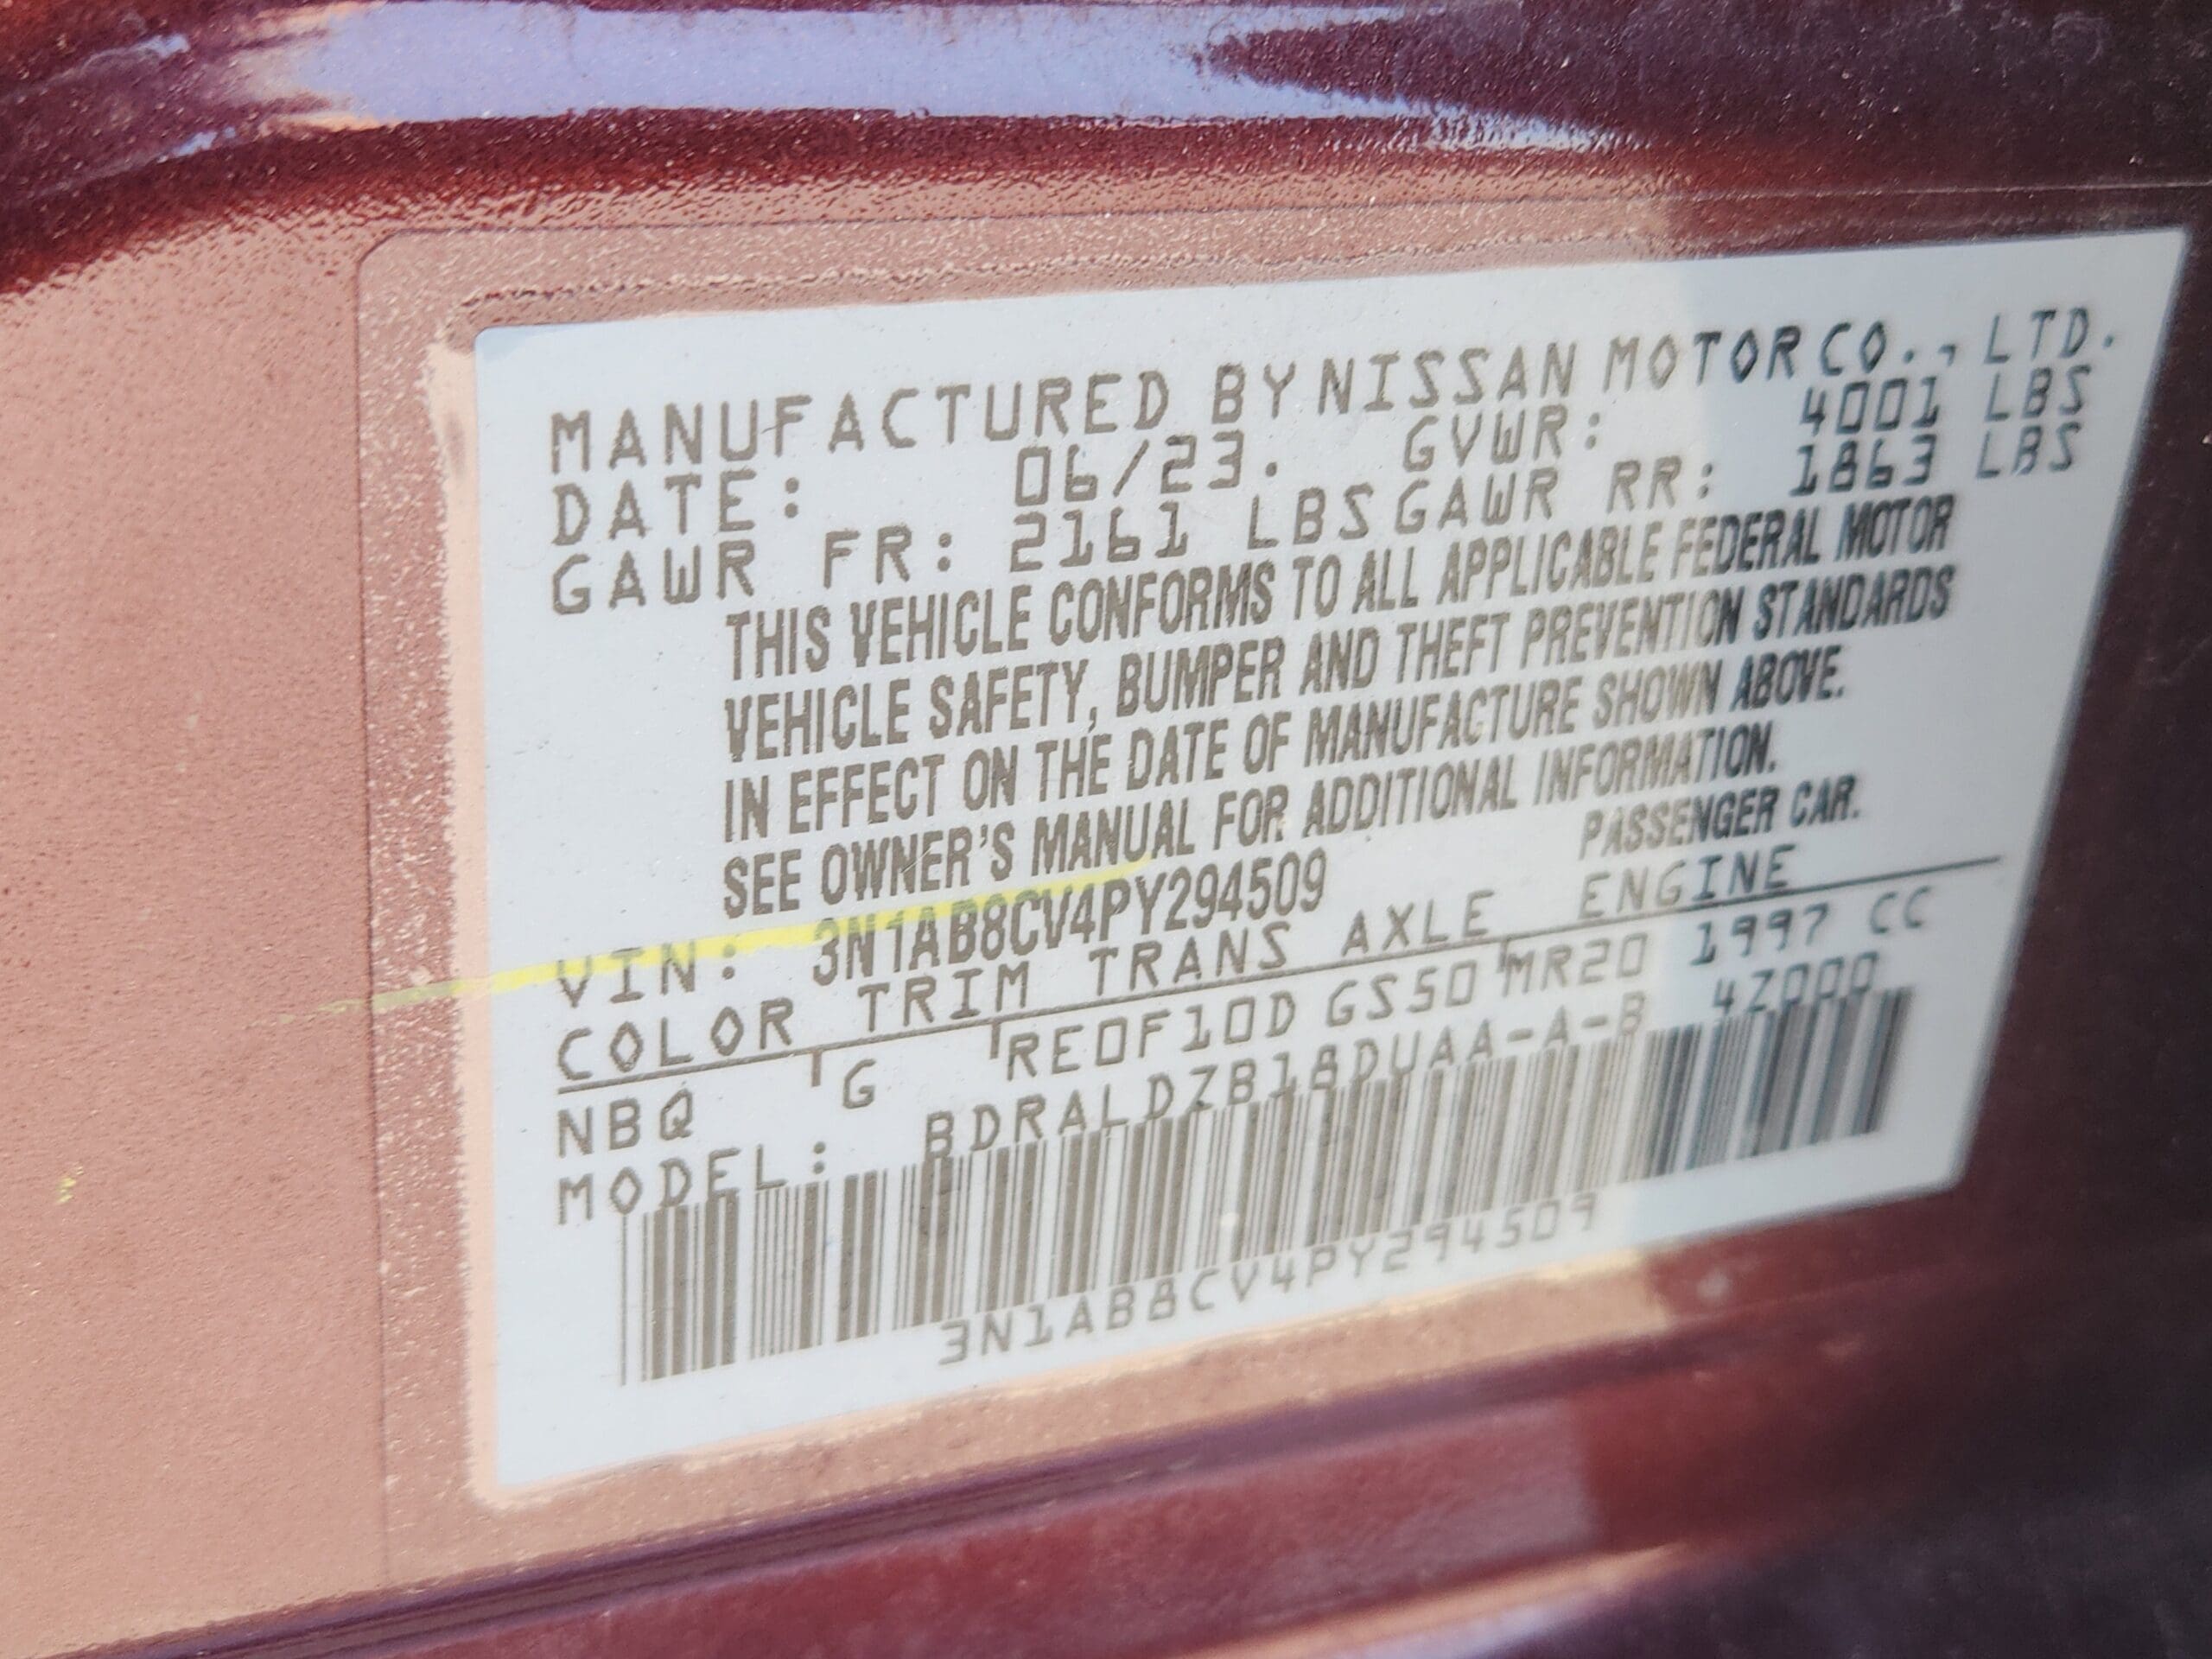 MANUFACTURED BY NISSAN MOTOR CO., LTD.
DATE: 06/23. GVWR: 4001 LBS
GAWR FR: 2161 LBS GAWR RR: 1863 LBS
THIS VEHICLE CONFORMS TO ALL APPLICABLE FEDERAL MOTOR
VEHICLE SAFETY, BUMPER AND THEFT PREVENTION STANDARDS
IN EFFECT ON THE DATE OF MANUFACTURE SHOWN ABOVE.
SEE OWNER'S MANUAL FOR ADDITIONAL INFORMATION.
VIN: 3N1AB8CV4PY294509 PASSENGER CAR.
COLOR TRIM TRANS AXLE ENGINE
NBQ G RE0F10D GS50 MR20 1997 CC
MODEL: BDRALDZB18DUAA-A-B 4Z000
3N1AB8CV4PY294509